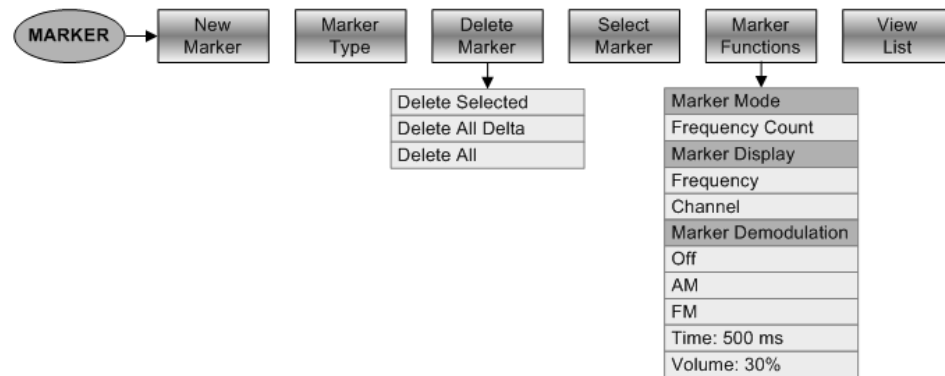 MARKER
New
Marker
Marker
Type
Delete
Marker
Select
Marker
Marker
Functions
View
List
Delete Selected
Delete All Delta
Delete All
Marker Mode
Frequency Count
Marker Display
Frequency
Channel
Marker Demodulation
Off
AM
FM
Time: 500 ms
Volume: 30%